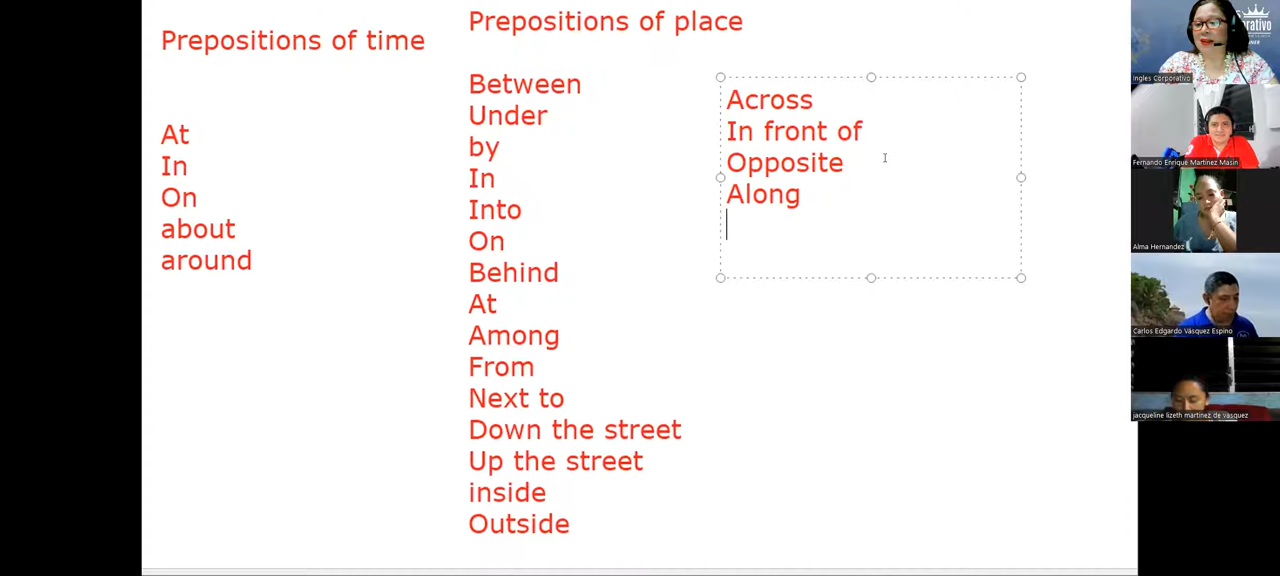 Prepositions of time
At
In
On
about
around
Prepositions of place
Between
Under
by
In
Into
On
Behind
At
Among
From
Next to
Down the street
Up the street
inside
Outside
Across
In front of
Opposite
Along
Ingles Corporativo
Fernando Enrique Martinez Masin
Alma Hernandez
Carlos Edgardo Vásquez Espino
jacqueline lizeth martinez de vasquez